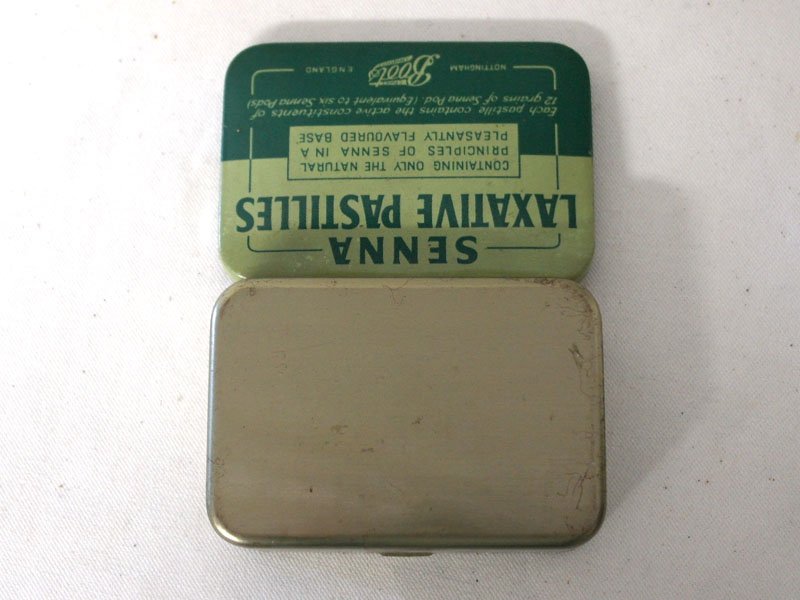 SENNA
LAXATIVE PASTILLES
CONTAINING ONLY THE NATURAL
PRINCIPLES OF SENNA IN A
PLEASANTLY FLAVOURED BASE
Each pastille contains the active constituents of
12 grains of Senna Pod. (Equivalent to six Senna Pods)
NOTTINGHAM Boots ENGLAND